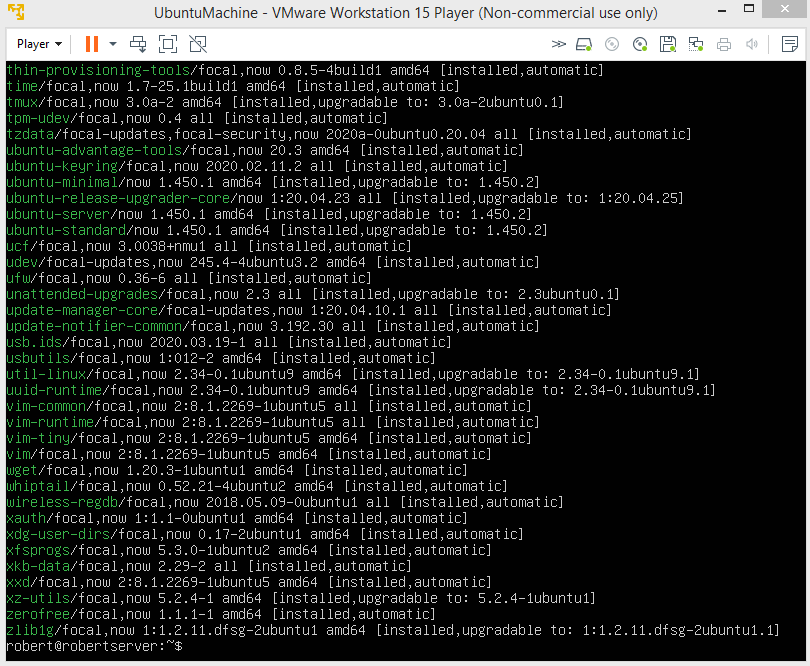 UbuntuMachine - VMware Workstation 15 Player (Non-commercial use only)
Player
thin-provisioning-tools/focal,now 0.8.5-4build1 amd64 [installed,automatic]
time/focal,now 1.7-25.1build1 amd64 [installed,automatic]
tmux/focal,now 3.0a-2 amd64 [installed,upgradable to: 3.0a-2ubuntu0.1]
tpm-udev/focal,now 0.4 all [installed,automatic]
tzdata/focal-updates,focal-security,now 2020a-0ubuntu0.20.04 all [installed,automatic]
ubuntu-advantage-tools/focal,now 20.3 amd64 [installed,automatic]
ubuntu-keyring/focal,now 2020.02.11.2 all [installed,automatic]
ubuntu-minimal/now 1.450.1 amd64 [installed,upgradable to: 1.450.2]
ubuntu-release-upgrader-core/now 1:20.04.23 all [installed,upgradable to: 1:20.04.25]
ubuntu-server/now 1.450.1 amd64 [installed,upgradable to: 1.450.2]
ubuntu-standard/now 1.450.1 amd64 [installed,upgradable to: 1.450.2]
ucf/focal,now 3.0038+nmu1 all [installed,automatic]
udev/focal-updates,now 245.4-4ubuntu3.2 amd64 [installed,automatic]
ufw/focal,now 0.36-6 all [installed,automatic]
unattended-upgrades/focal,now 2.3 all [installed,upgradable to: 2.3ubuntu0.1]
update-manager-core/focal-updates,now 1:20.04.10.1 all [installed,automatic]
update-notifier-common/focal,now 3.192.30 all [installed,automatic]
usb.ids/focal,now 2020.03.19-1 all [installed,automatic]
usbutils/focal,now 1:012-2 amd64 [installed,automatic]
util-linux/focal,now 2.34-0.1ubuntu9 amd64 [installed,upgradable to: 2.34-0.1ubuntu9.1]
uuid-runtime/focal,now 2.34-0.1ubuntu9 amd64 [installed,upgradable to: 2.34-0.1ubuntu9.1]
vim-common/focal,now 2:8.1.2269-1ubuntu5 all [installed,automatic]
vim-runtime/focal,now 2:8.1.2269-1ubuntu5 all [installed,automatic]
vim-tiny/focal,now 2:8.1.2269-1ubuntu5 amd64 [installed,automatic]
vim/focal,now 2:8.1.2269-1ubuntu5 amd64 [installed,automatic]
wget/focal,now 1.20.3-1ubuntu1 amd64 [installed,automatic]
whiptail/focal,now 0.52.21-4ubuntu2 amd64 [installed,automatic]
wireless-regdb/focal,now 2018.05.09-0ubuntu1 all [installed,automatic]
xauth/focal,now 1:1.1-0ubuntu1 amd64 [installed,automatic]
xdg-user-dirs/focal,now 0.17-2ubuntu1 amd64 [installed,automatic]
xfsprogs/focal,now 5.3.0-1ubuntu2 amd64 [installed,automatic]
xkb-data/focal,now 2.29-2 all [installed,automatic]
xxd/focal,now 2:8.1.2269-1ubuntu5 amd64 [installed,automatic]
xz-utils/focal,now 5.2.4-1 amd64 [installed,upgradable to: 5.2.4-1ubuntu1]
zerofree/focal,now 1.1.1-1 amd64 [installed,automatic]
zlib1g/focal,now 1:1.2.11.dfsg-2ubuntu1 amd64 [installed,upgradable to: 1:1.2.11.dfsg-2ubuntu1.1]
robert@robertserver:~$